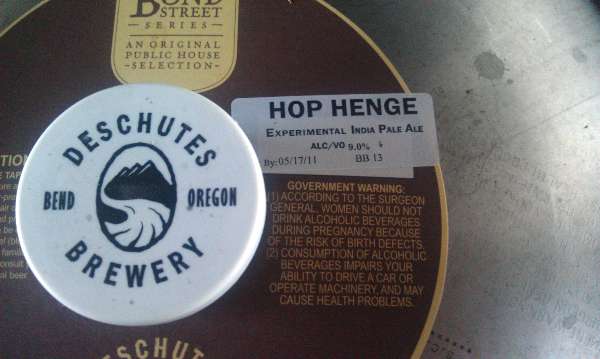 BOND
STREET
SERIES
AN ORIGINAL
PUBLIC HOUSE
-SELECTION-
DESCHUTES
BEND OREGON
BREWERY
HOP HENGE
EXPERIMENTAL INDIA PALE ALE
ALC/VO 9.0%
By: 05/17/11 BB 13
GOVERNMENT WARNING:
(1) ACCORDING TO THE SURGEON
GENERAL, WOMEN SHOULD NOT
DRINK ALCOHOLIC BEVERAGES
DURING PREGNANCY BECAUSE
OF THE RISK OF BIRTH DEFECTS.
(2) CONSUMPTION OF ALCOHOLIC
BEVERAGES IMPAIRS YOUR
ABILITY TO DRIVE A CAR OR
OPERATE MACHINERY, AND MAY
CAUSE HEALTH PROBLEMS.
SCHUT